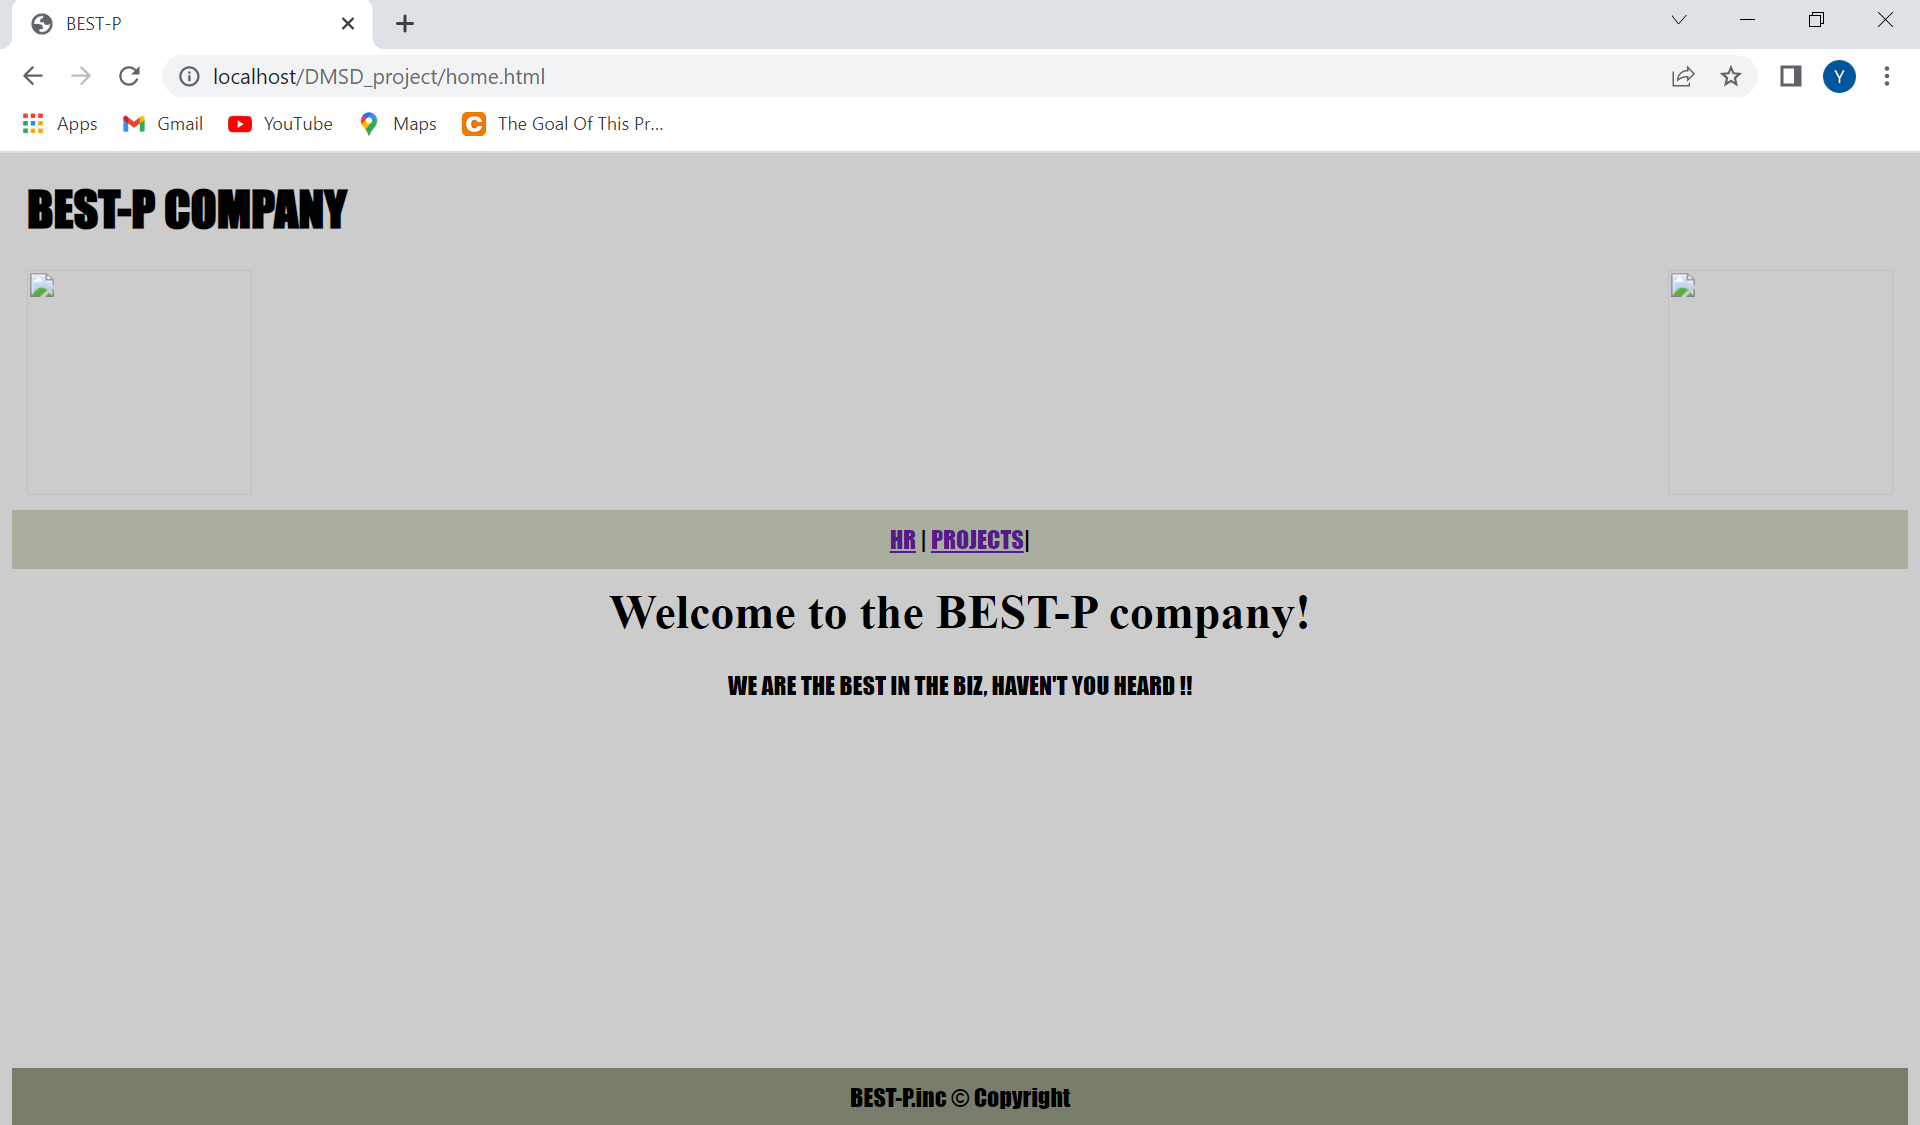 BEST-P
localhost/DMSD_project/home.html
Y
Apps Gmail YouTube Maps The Goal Of This Pr...
BEST-P COMPANY
HR | PROJECTS|
Welcome to the BEST-P company!
WE ARE THE BEST IN THE BIZ, HAVEN'T YOU HEARD !!
BEST-P.inc © Copyright